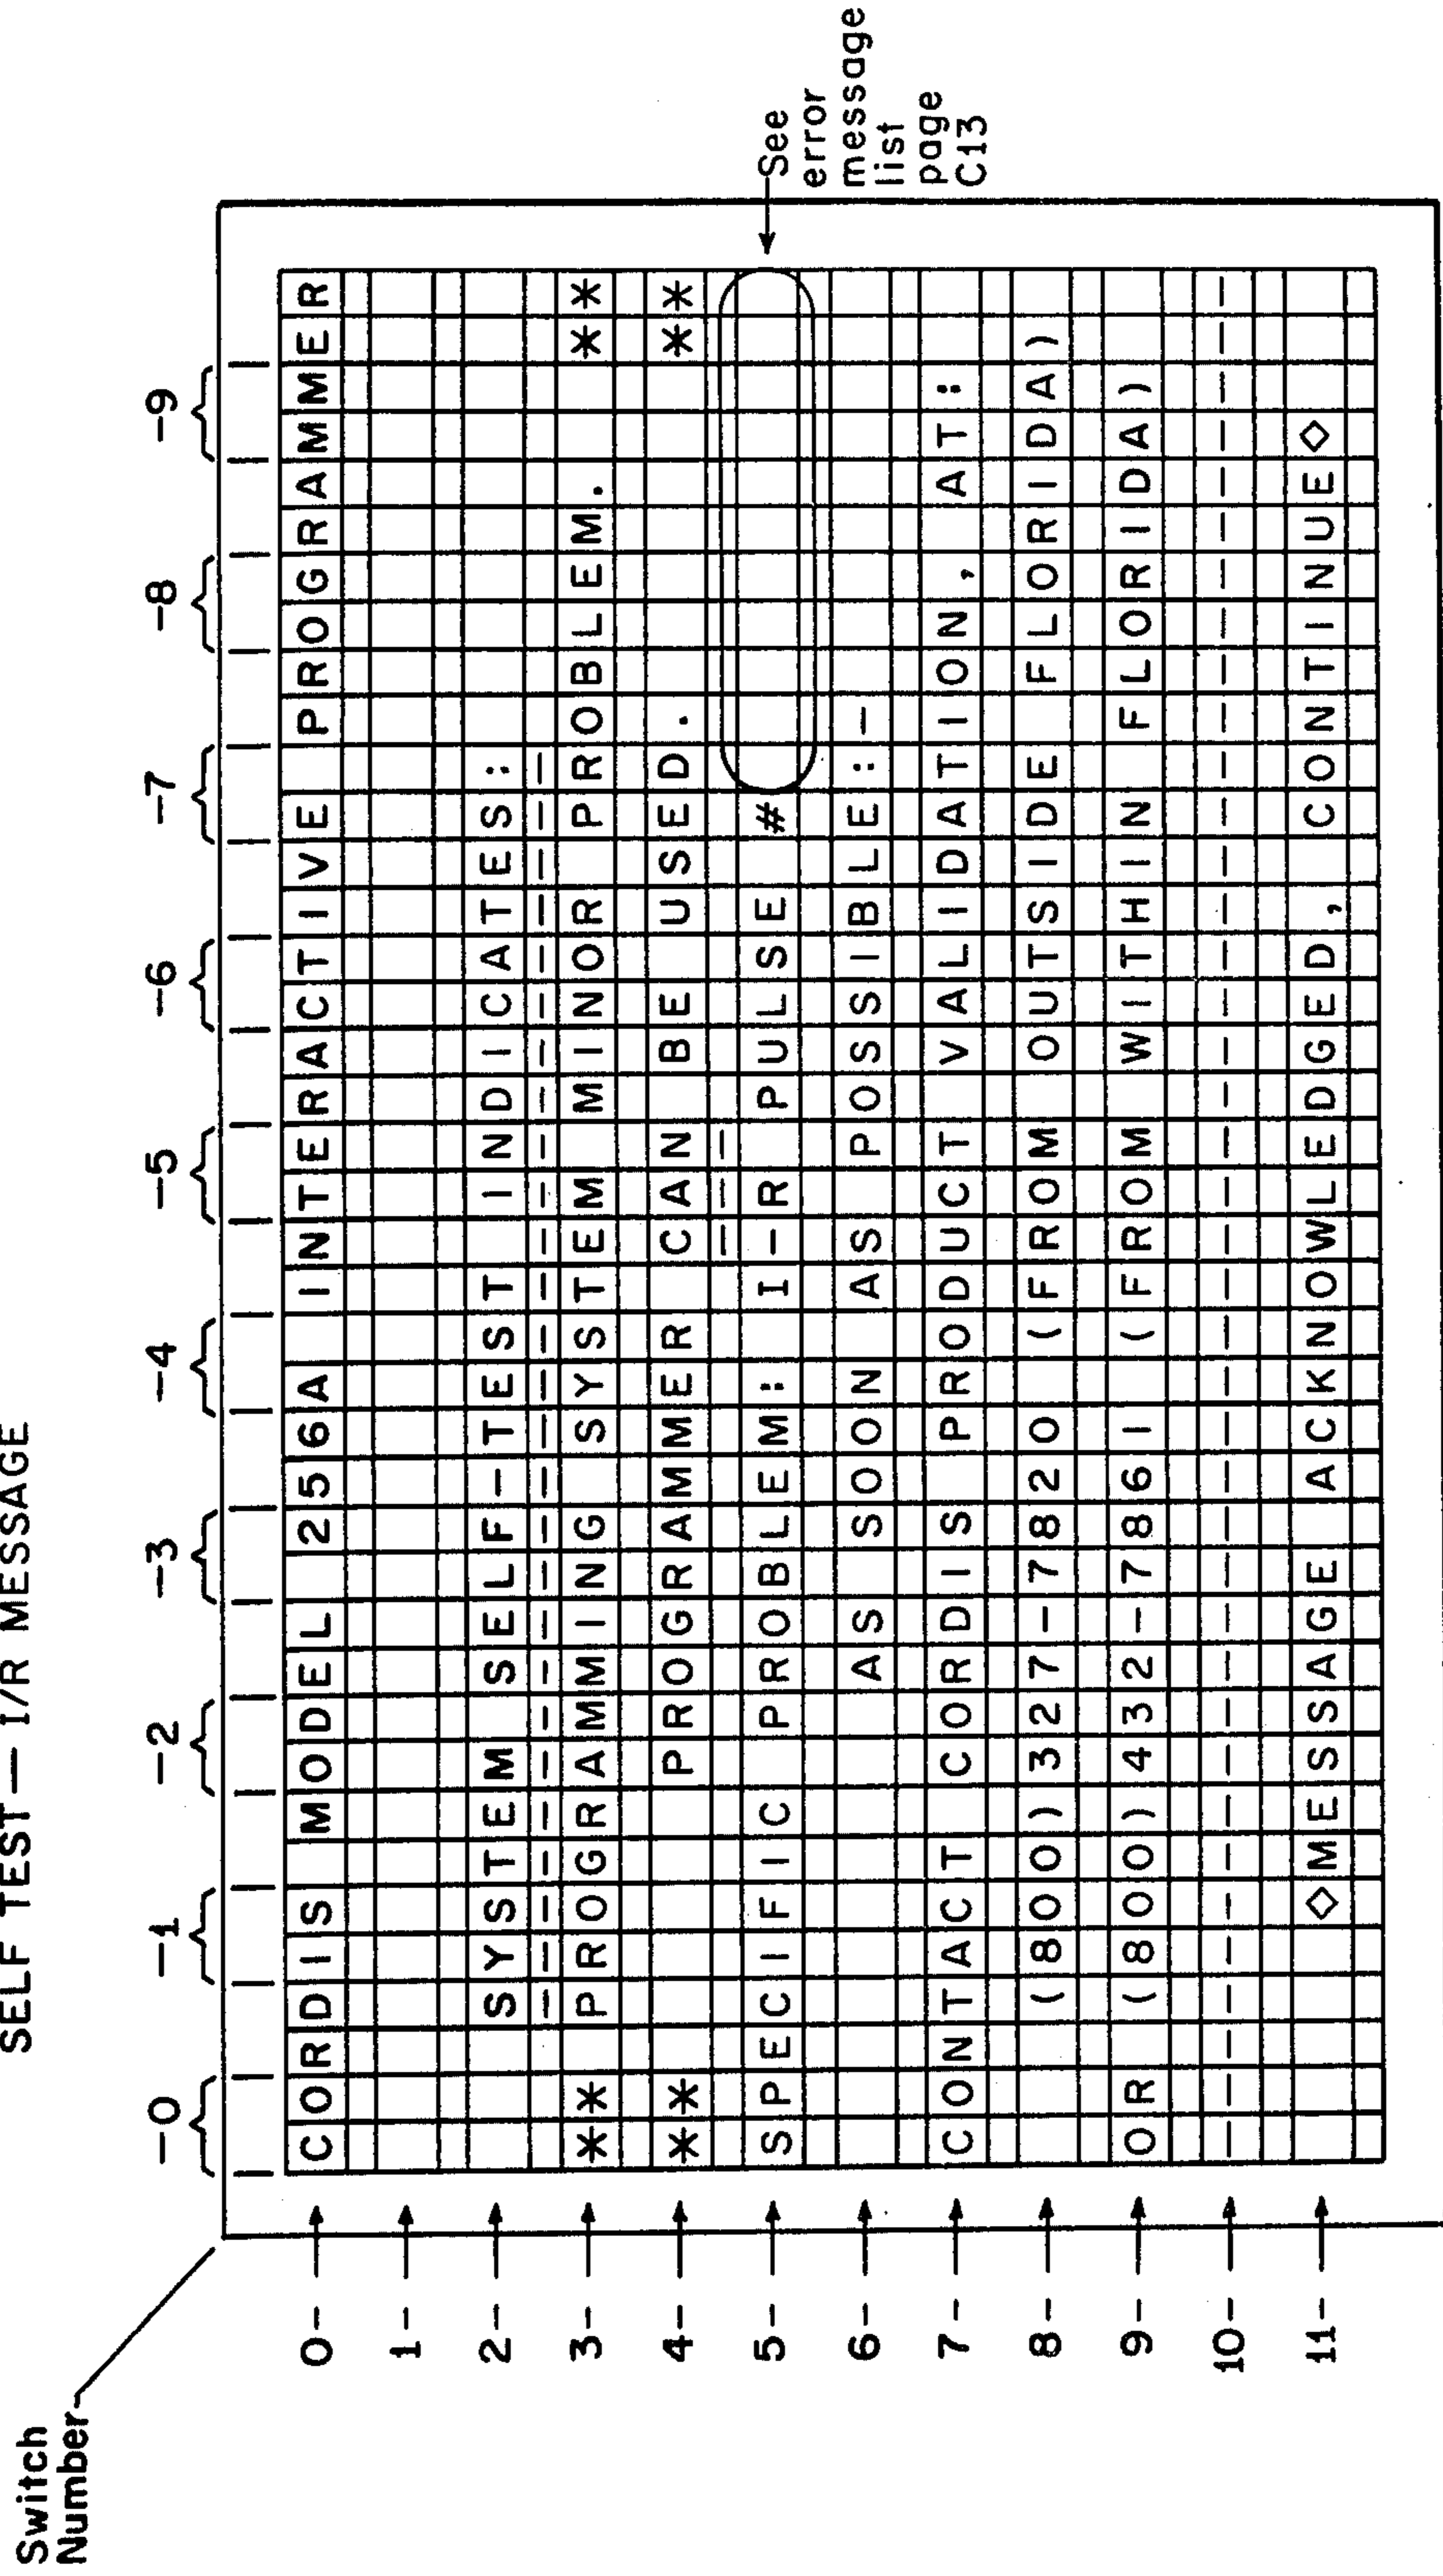 SELF TEST — I/R MESSAGE
Switch
Number
-0 -1 -2 -3 -4 -5 -6 -7 -8 -9
0- CORDIS MODEL 256A INTERACTIVE PROGRAMMER
1-
2- SYSTEM SELF-TEST INDICATES:
3- ** PROGRAMMING SYSTEM MINOR PROBLEM. **
4- ** PROGRAMMER CAN BE USED. **
5- SPECIFIC PROBLEM: I-R PULSE #
See
error
message
list
page
C13
6- AS SOON AS POSSIBLE:-
7- CONTACT CORDIS PRODUCT VALIDATION, AT:
8- (800) 327-7820 (FROM OUTSIDE FLORIDA)
9- OR (800) 432-7861 (FROM WITHIN FLORIDA)
10- ----------------------------------------
11- ◇MESSAGE ACKNOWLEDGED, CONTINUE◇